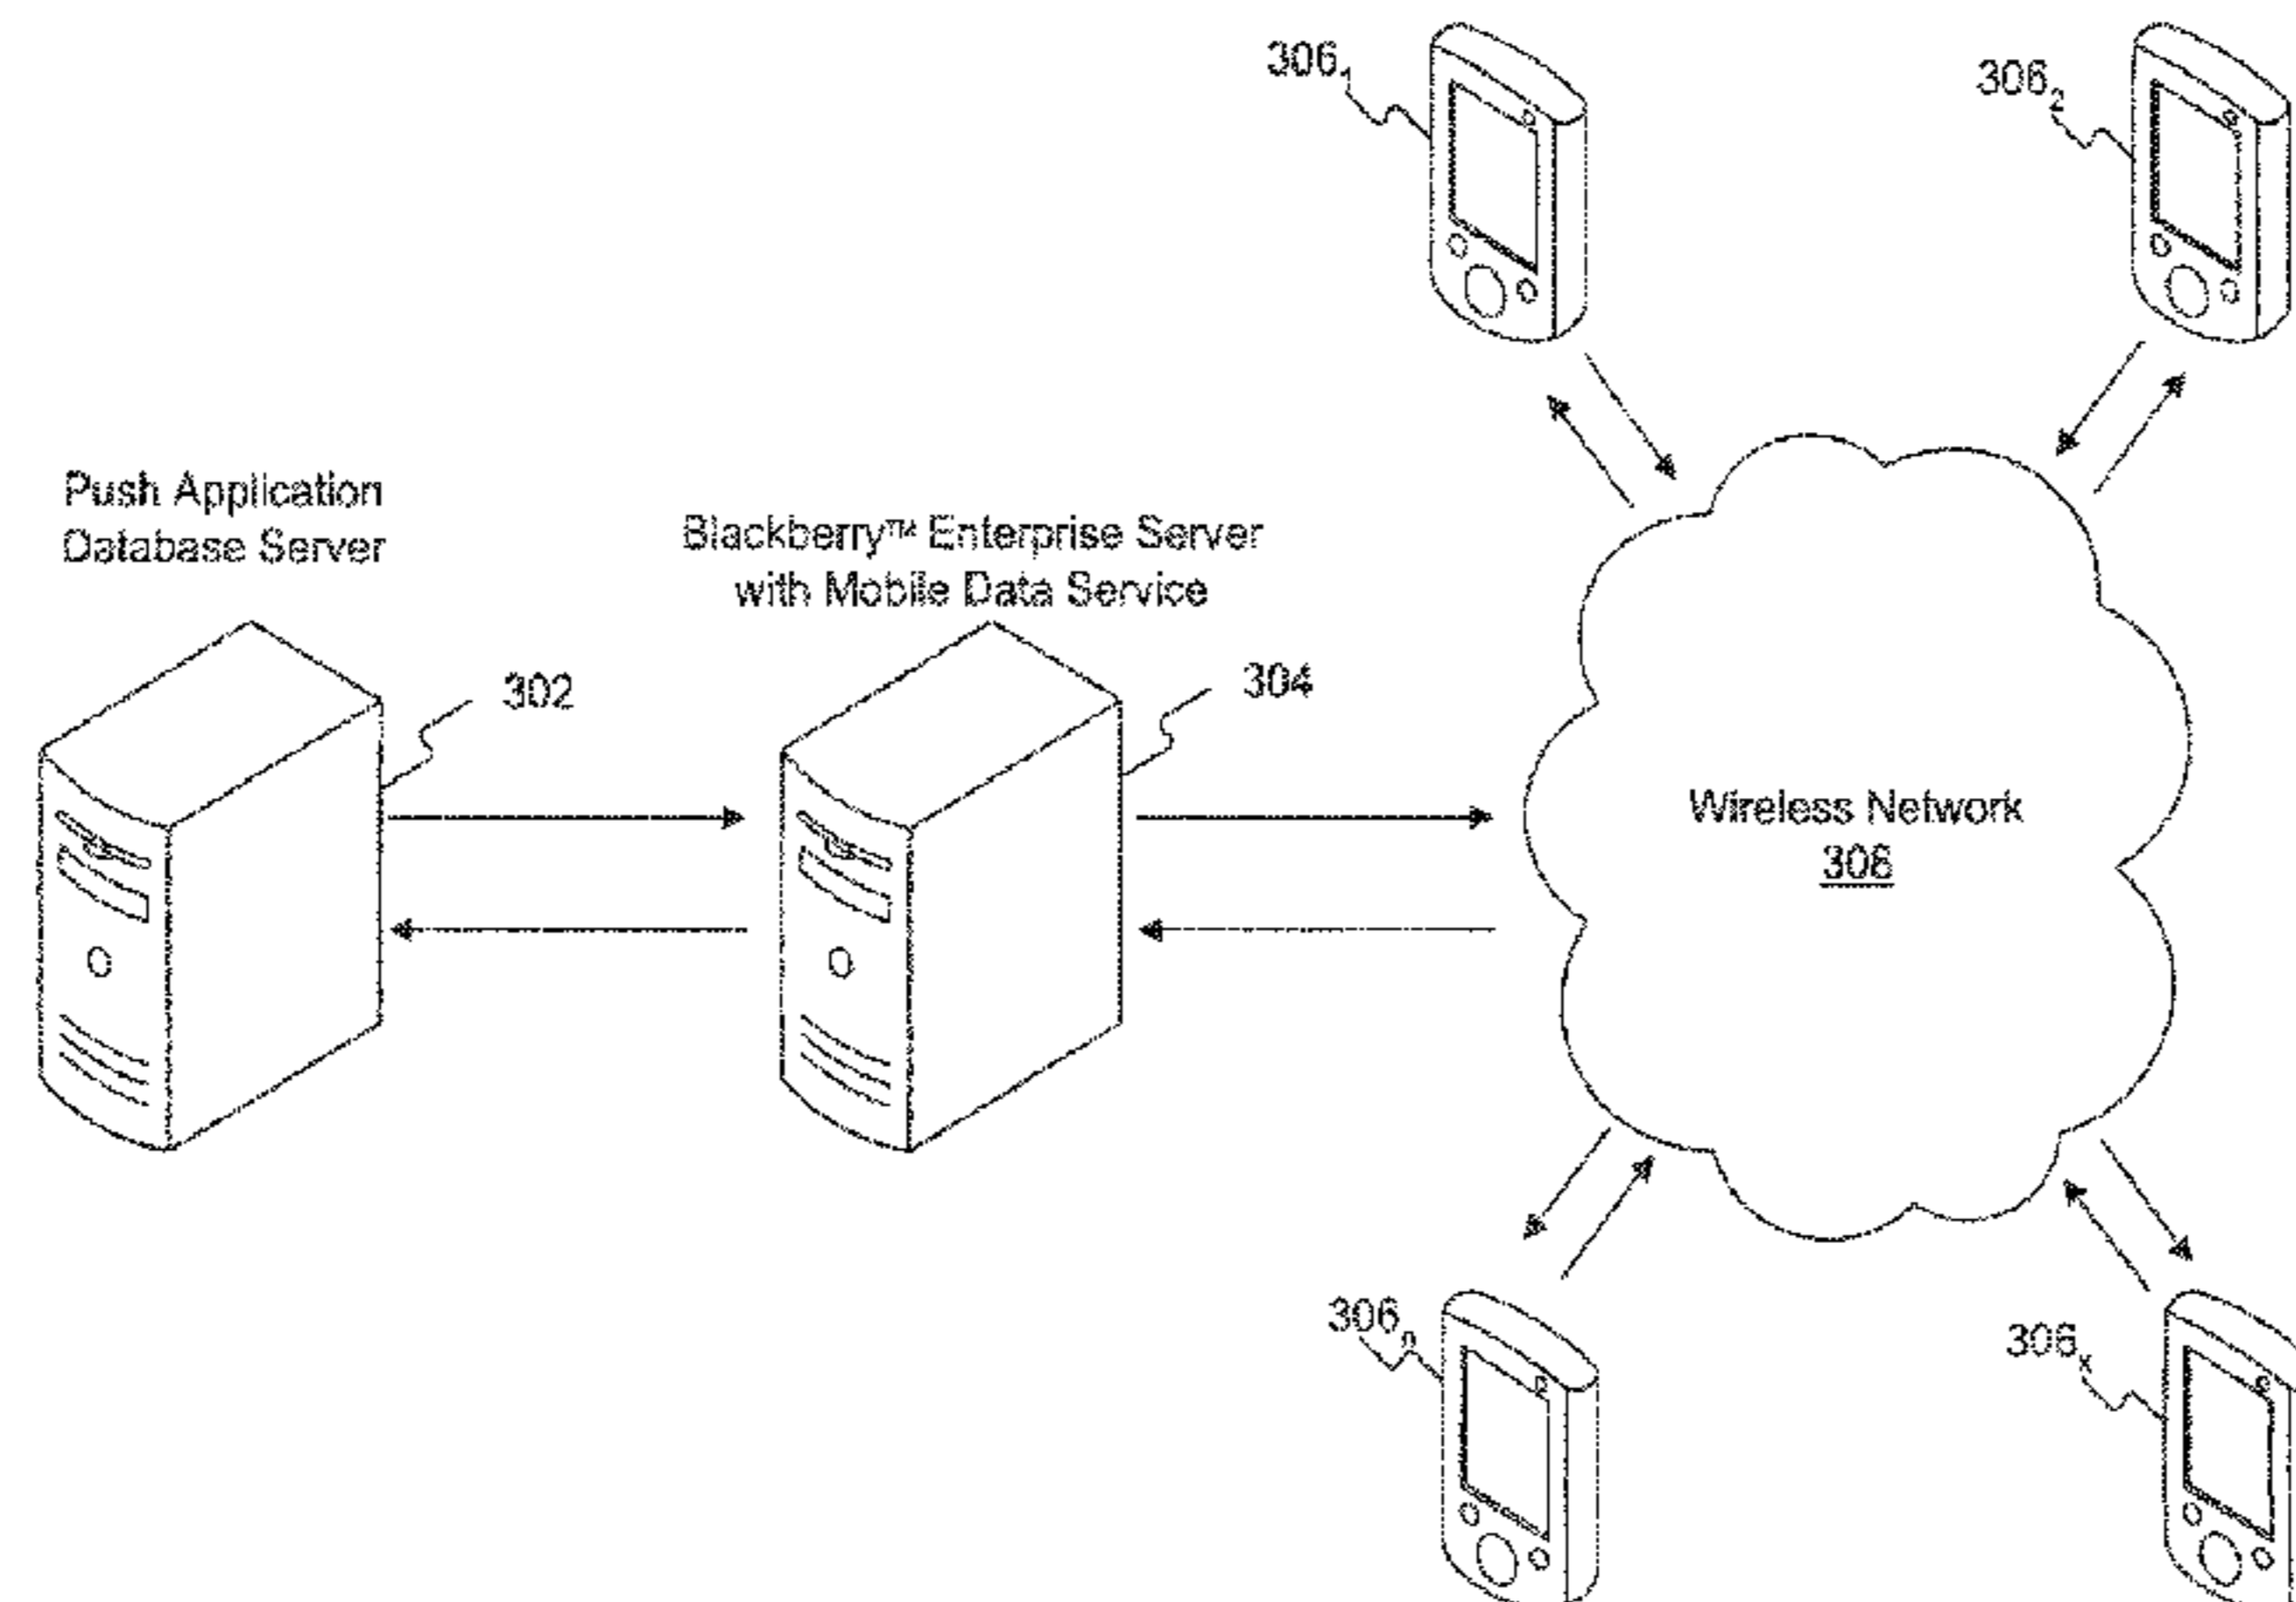 306₁
306₂
Push Application
Database Server
Blackberry™ Enterprise Server
with Mobile Data Service
302
304
Wireless Network
306
306ₙ
306ₓ